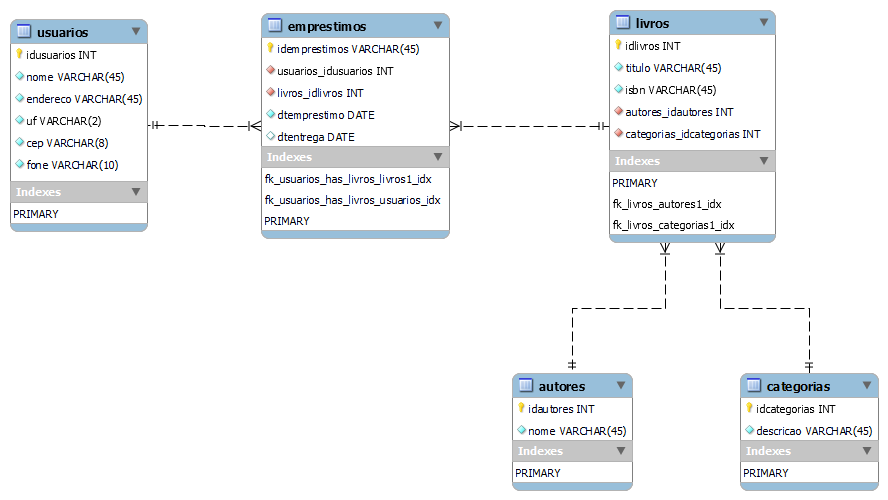 usuarios
idusuarios INT
nome VARCHAR(45)
endereco VARCHAR(45)
uf VARCHAR(2)
cep VARCHAR(8)
fone VARCHAR(10)
Indexes
PRIMARY
emprestimos
idemprestimos VARCHAR(45)
usuarios_idusuarios INT
livros_idlivros INT
dtemprestimo DATE
dtentrega DATE
Indexes
fk_usuarios_has_livros_livros1_idx
fk_usuarios_has_livros_usuarios_idx
PRIMARY
livros
idlivros INT
titulo VARCHAR(45)
isbn VARCHAR(45)
autores_idautores INT
categorias_idcategorias INT
Indexes
PRIMARY
fk_livros_autores1_idx
fk_livros_categorias1_idx
autores
idautores INT
nome VARCHAR(45)
Indexes
PRIMARY
categorias
idcategorias INT
descricao VARCHAR(45)
Indexes
PRIMARY